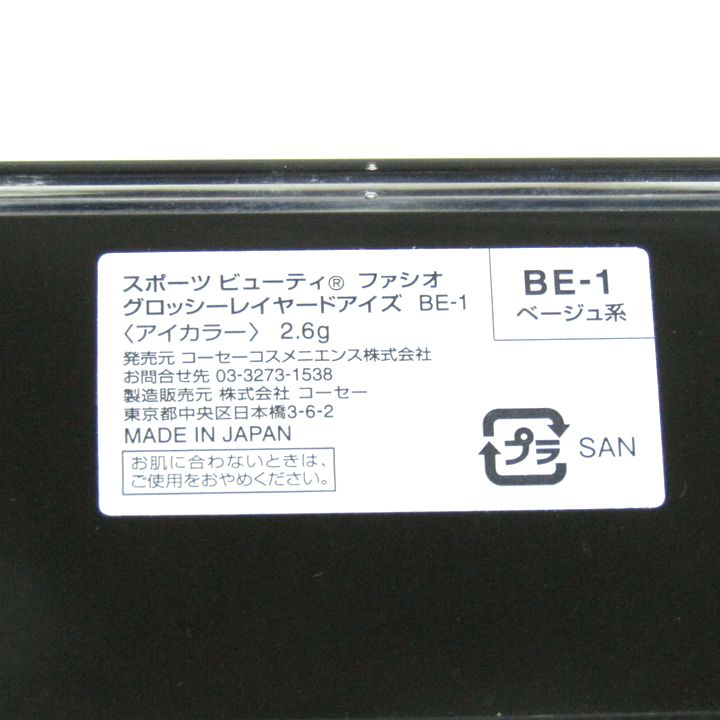 スポーツ ビューティ® ファシオ
グロッシーレイヤードアイズ BE-1
〈アイカラー〉 2.6g
発売元 コーセーコスメニエンス株式会社
お問合せ先 03-3273-1538
製造販売元 株式会社 コーセー
東京都中央区日本橋3-6-2
MADE IN JAPAN
お肌に合わないときは、
ご使用をおやめください。
BE-1
ベージュ系
プラ SAN